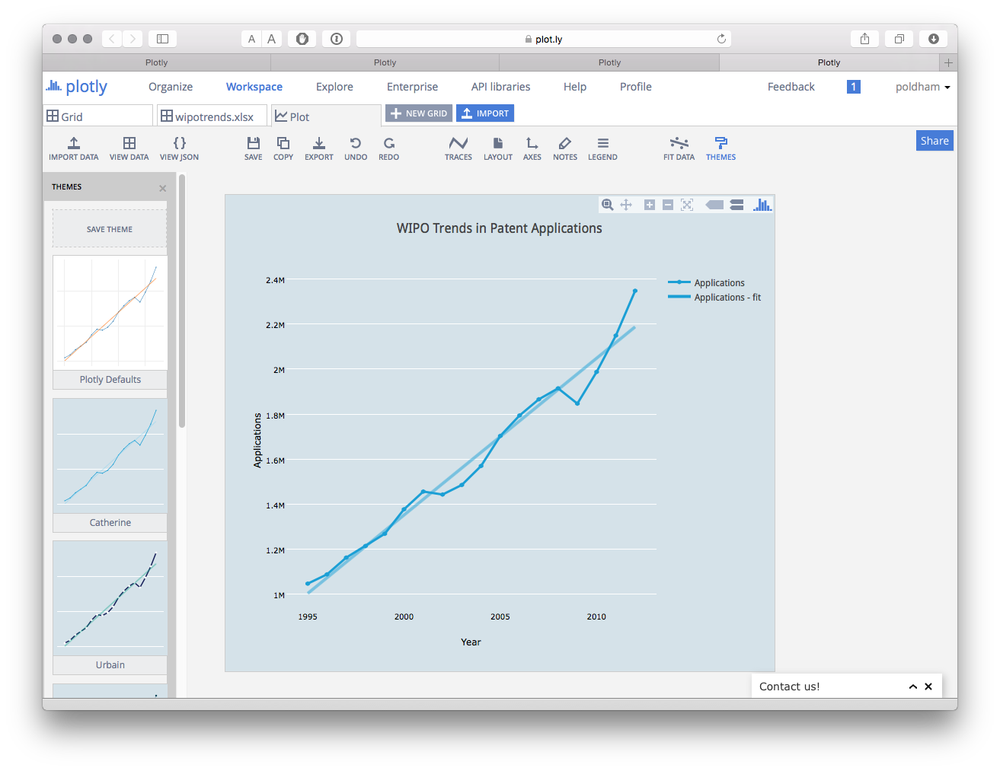 A A plot.ly
Plotly Plotly Plotly Plotly
plotly Organize Workspace Explore Enterprise API libraries Help Profile Feedback 1 poldham
Grid wipotrends.xlsx Plot NEW GRID IMPORT
IMPORT DATA VIEW DATA VIEW JSON SAVE COPY EXPORT UNDO REDO TRACES LAYOUT AXES NOTES LEGEND FIT DATA THEMES Share
THEMES
SAVE THEME
Plotly Defaults
Catherine
Urbain
WIPO Trends in Patent Applications
2.4M
2.2M
2M
1.8M
1.6M
1.4M
1.2M
1M
Applications
1995 2000 2005 2010
Year
Applications
Applications - fit
Contact us!